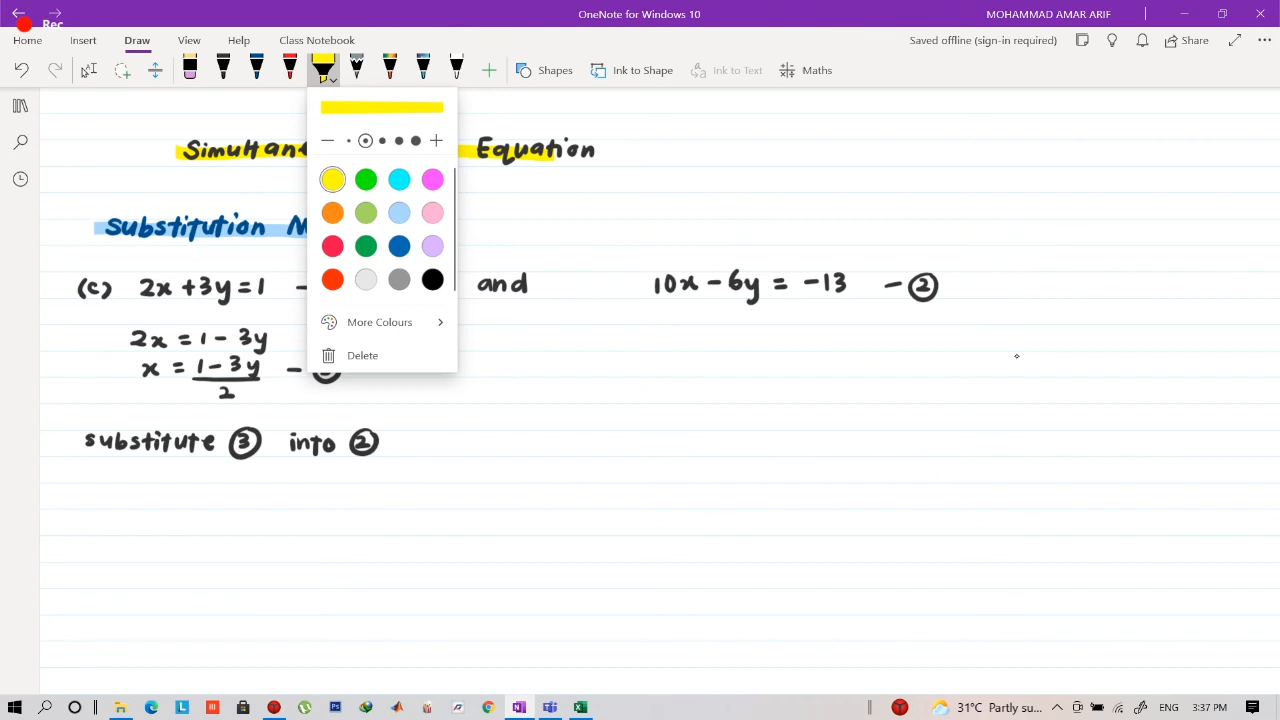 Rec
OneNote for Windows 10
MOHAMMAD AMAR ARIF
Home Insert Draw View Help Class Notebook
Saved offline (sign-in required) Share
Shapes Ink to Shape Ink to Text Maths
Equation
Substitution
(c) 2x + 3y = 1 - and 10x - 6y = -13 - ②
2x = 1 - 3y
x = 1 - 3y - ③
2
substitute ③ into ②
More Colours
Delete
31°C Partly su... ENG 3:37 PM